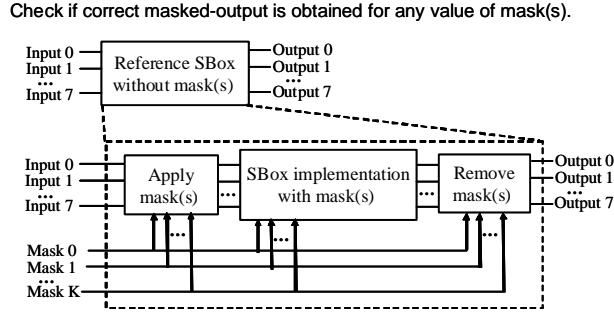 Check if correct masked-output is obtained for any value of mask(s).
Input 0
Input 1
...
Input 7
Reference SBox
without mask(s)
Output 0
Output 1
...
Output 7
Input 0
Input 1
...
Input 7
Apply
mask(s)
...
SBox implementation
with mask(s)
...
Remove
mask(s)
Output 0
Output 1
...
Output 7
...
...
...
Mask 0
Mask 1
...
Mask K